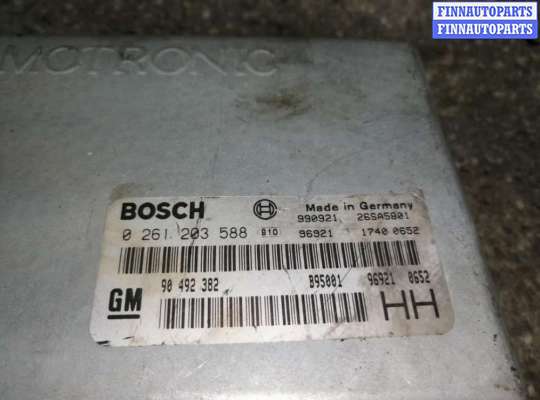 FINNAUTOPARTS
FINNAUTOPARTS
MOTRONIC
BOSCH Made in Germany
990921 26SA5801
0 261 203 588 B10 96921 1740 0652
90 492 382 B95001 96921 0652
GM HH